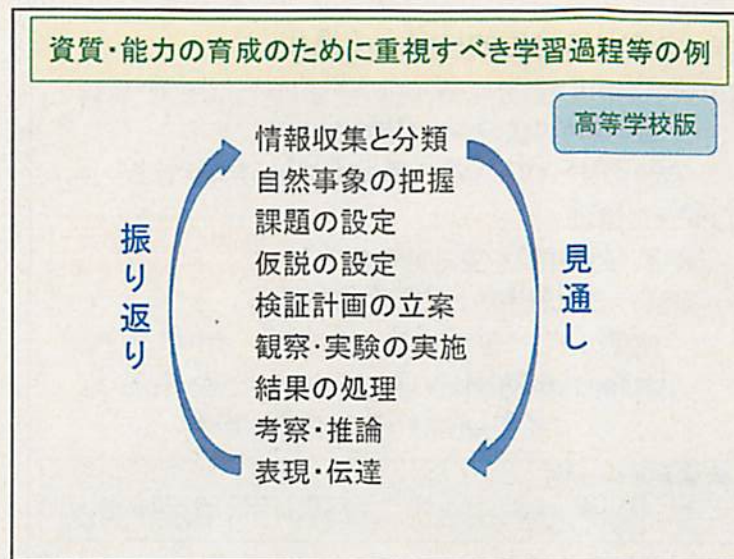 資質・能力の育成のために重視すべき学習過程等の例
高等学校版
情報収集と分類
自然事象の把握
課題の設定
仮説の設定
検証計画の立案
観察・実験の実施
結果の処理
考察・推論
表現・伝達
振り返り
見通し